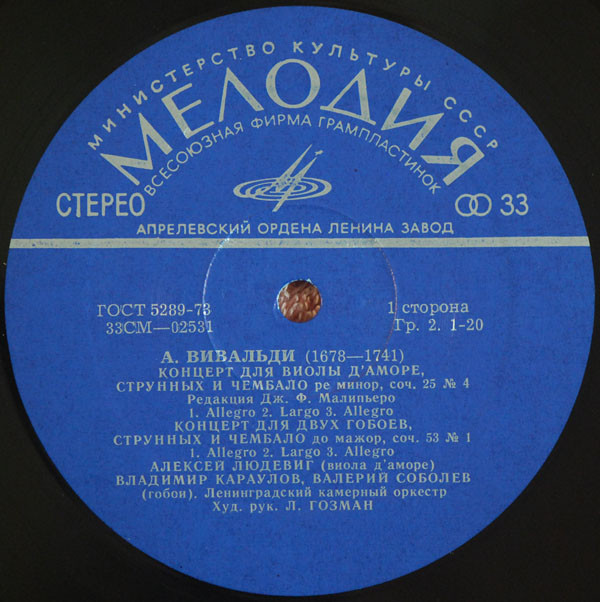 МИНИСТЕРСТВО КУЛЬТУРЫ СССР
МЕЛОДИЯ
ВСЕСОЮЗНАЯ ФИРМА ГРАМПЛАСТИНОК
СТЕРЕО
33
АПРЕЛЕВСКИЙ ОРДЕНА ЛЕНИНА ЗАВОД
ГОСТ 5289-73
33СМ—02531
1 сторона
Гр. 2. 1-20
А. ВИВАЛЬДИ (1678—1741)
КОНЦЕРТ ДЛЯ ВИОЛЫ Д'АМОРЕ,
СТРУННЫХ И ЧЕМБАЛО ре минор, соч. 25 № 4
Редакция Дж. Ф. Малипьеро
1. Allegro 2. Largo 3. Allegro
КОНЦЕРТ ДЛЯ ДВУХ ГОБОЕВ,
СТРУННЫХ И ЧЕМБАЛО до мажор, соч. 53 № 1
1. Allegro 2. Largo 3. Allegro
АЛЕКСЕЙ ЛЮДЕВИГ (виола д'аморе)
ВЛАДИМИР КАРАУЛОВ, ВАЛЕРИЙ СОБОЛЕВ
(гобои). Ленинградский камерный оркестр
Худ. рук. Л. ГОЗМАН